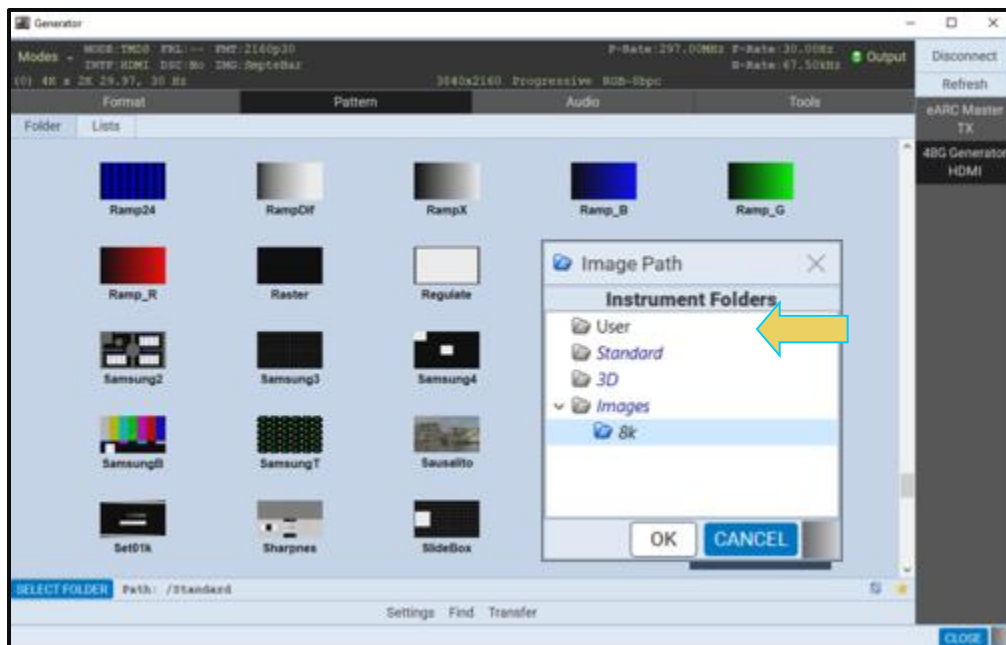 Generator
Modes
MODE:TMDS FRL:-- FMT:2160p30
INTF:HDMI DSC:No IMG:SmpteBar
(0) 4K x 2K 29.97, 30 Hz
3840x2160 Progressive RGB-8bpc
P-Rate:297.00MHz F-Rate:30.00Hz
H-Rate:67.50kHz
Output
Disconnect
Refresh
eARC Master
TX
48G Generator
HDMI
Format Pattern Audio Tools
Folder Lists
Ramp24 RampDif RampX Ramp_B Ramp_G
Ramp_R Raster Regulate
Samsung2 Samsung3 Samsung4
SamsungB SamsungT Sausalito
Set01k Sharpnes SlideBox
Image Path
Instrument Folders
User
Standard
3D
Images
8k
OK CANCEL
SELECT FOLDER Path: /Standard
Settings Find Transfer
CLOSE